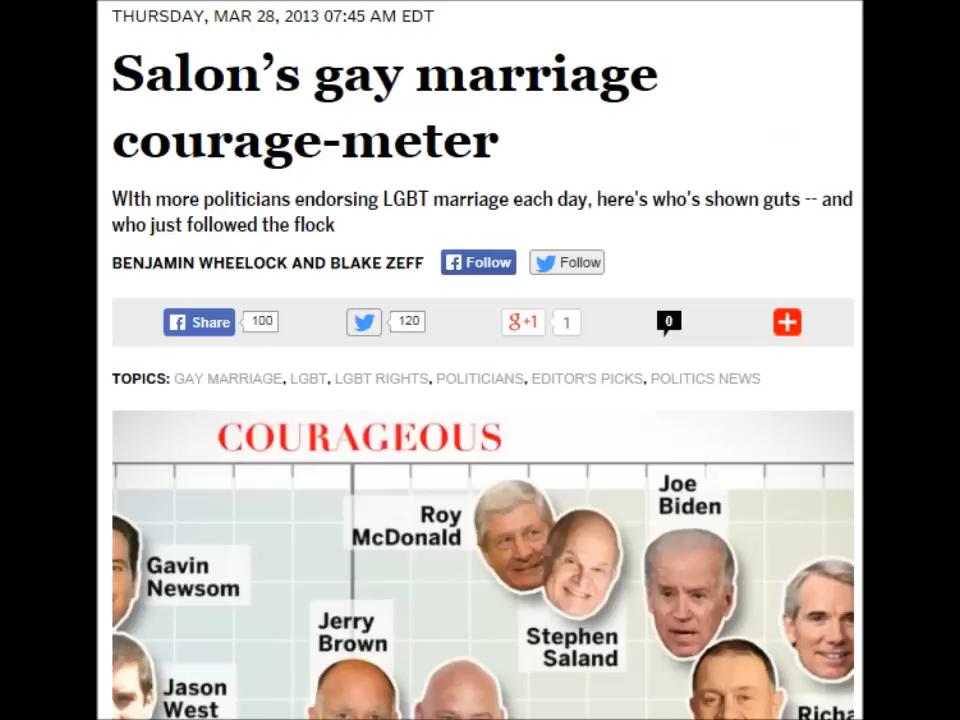 THURSDAY, MAR 28, 2013 07:45 AM EDT
Salon's gay marriage
courage-meter
WIth more politicians endorsing LGBT marriage each day, here's who's shown guts -- and
who just followed the flock
BENJAMIN WHEELOCK AND BLAKE ZEFF Follow Follow
Share 100 120 g+1 1 0
TOPICS: GAY MARRIAGE, LGBT, LGBT RIGHTS, POLITICIANS, EDITOR'S PICKS, POLITICS NEWS
COURAGEOUS
Joe
Biden
Roy
McDonald
Gavin
Newsom
Jerry
Brown
Stephen
Saland
Jason
West
Richa